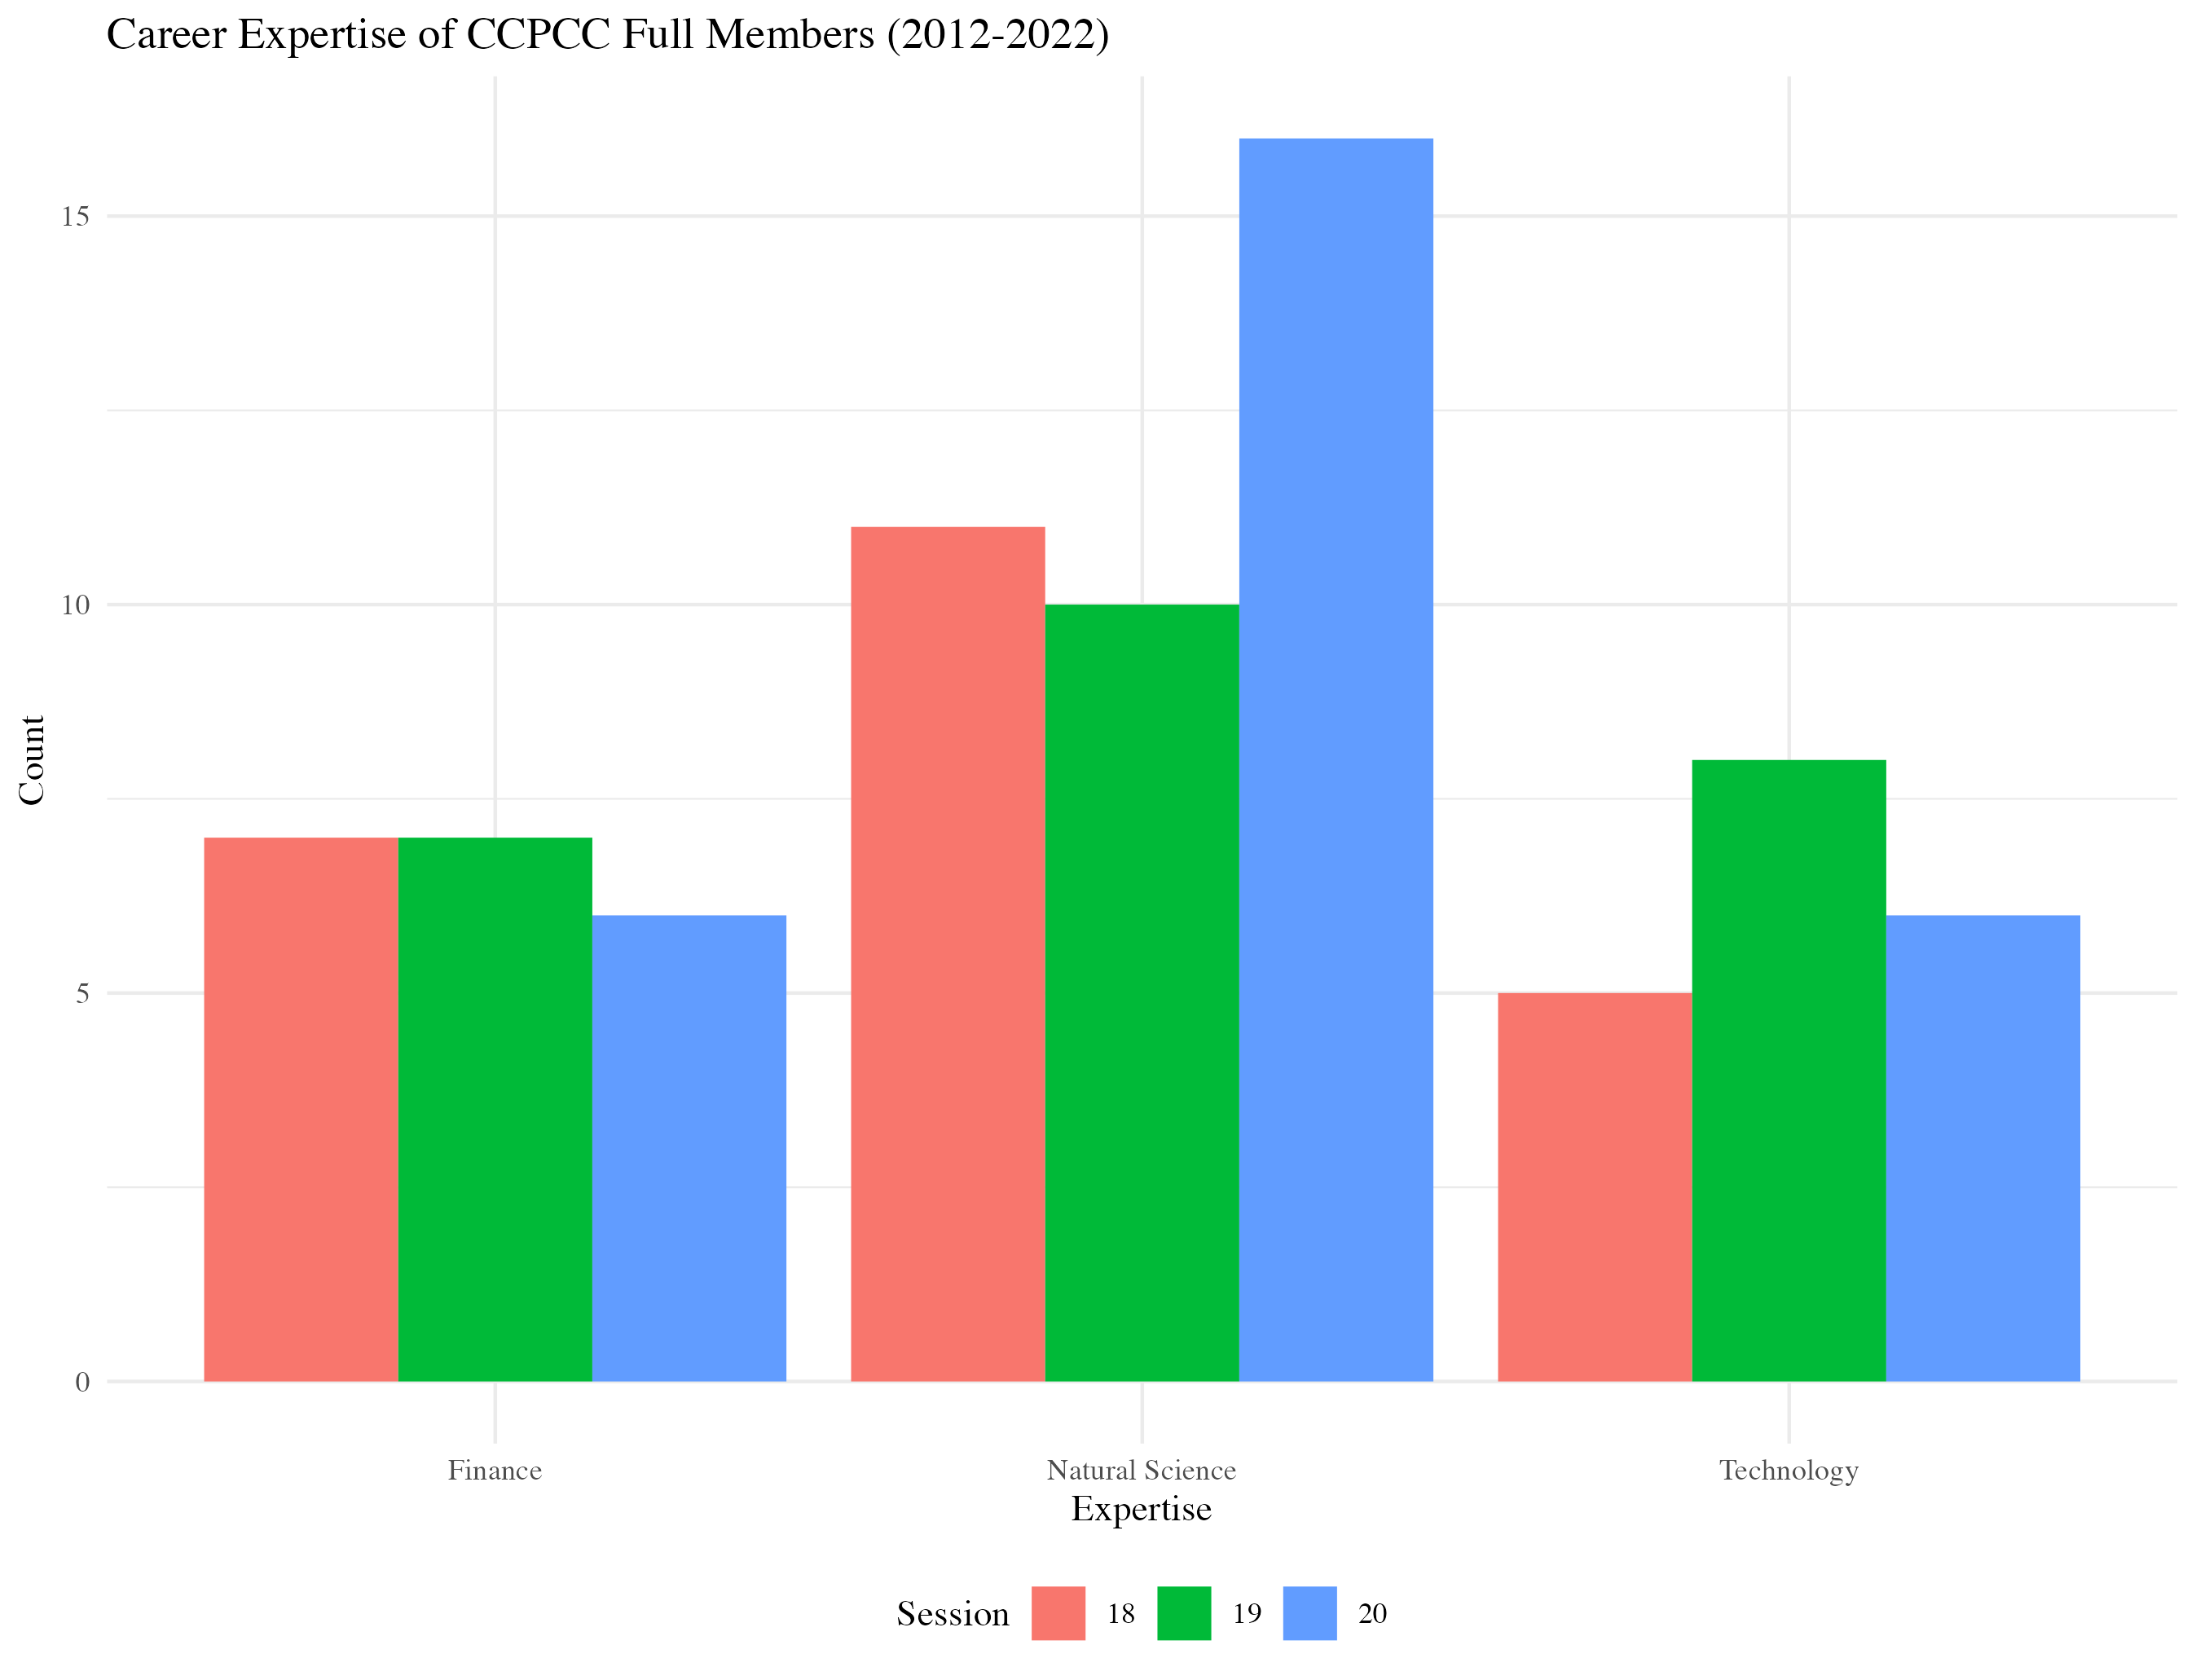 Career Expertise of CCPCC Full Members (2012-2022)
15
10
5
0
Count
Finance
Natural Science
Technology
Expertise
Session 18 19 20